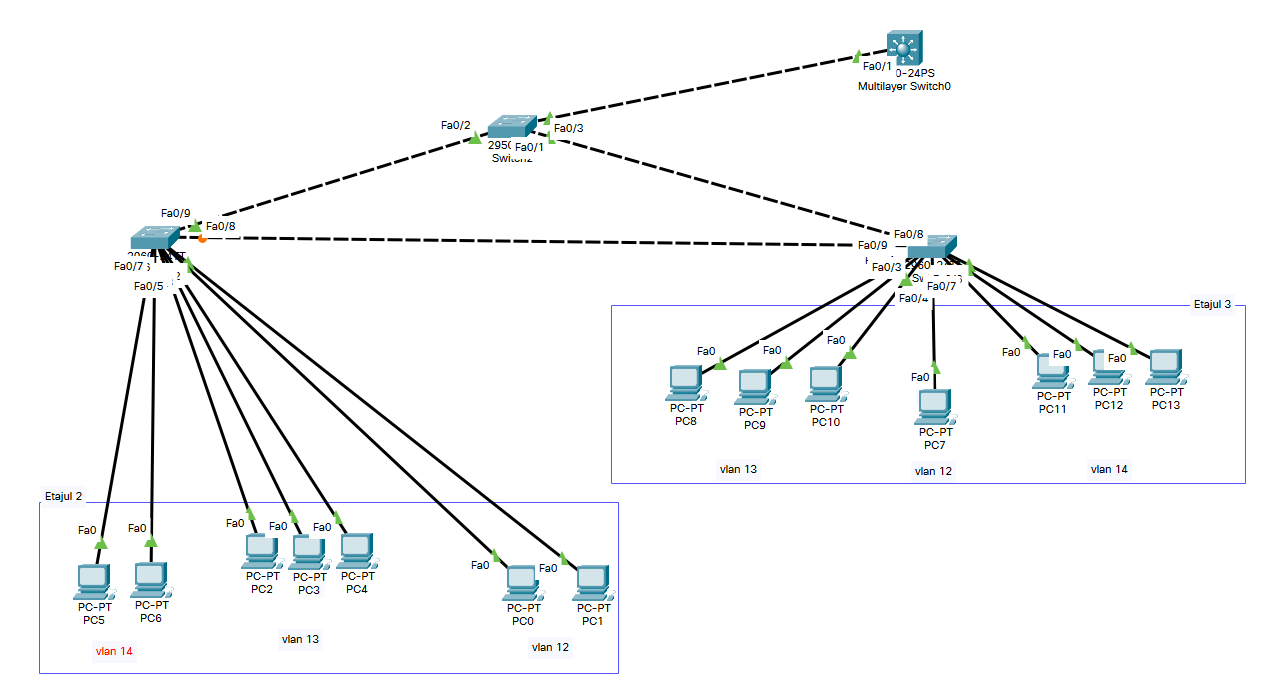 Fa0/1
0-24PS
Multilayer Switch0
Fa0/2
Fa0/3
Fa0/1
Fa0/9
Fa0/8
Fa0/8
Fa0/9
Fa0/7
Fa0/5
Fa0/3
Fa0/7
Fa0/4
Etajul 3
Fa0
Fa0
Fa0
Fa0
Fa0
Fa0
Fa0
PC-PT
PC8
PC-PT
PC9
PC-PT
PC10
PC-PT
PC7
PC-PT
PC11
PC-PT
PC12
PC-PT
PC13
vlan 13
vlan 12
vlan 14
Etajul 2
Fa0
Fa0
Fa0
Fa0
Fa0
Fa0
Fa0
PC-PT
PC5
PC-PT
PC6
PC-PT
PC2
PC-PT
PC3
PC-PT
PC4
PC-PT
PC0
PC-PT
PC1
vlan 14
vlan 13
vlan 12